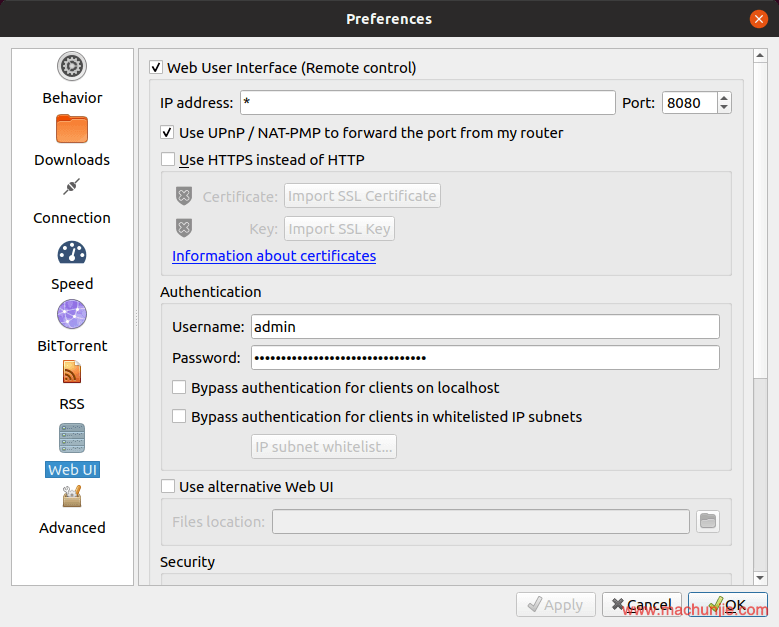 Preferences
Behavior
Downloads
Connection
Speed
BitTorrent
RSS
Web UI
Advanced
Web User Interface (Remote control)
IP address: * Port: 8080
Use UPnP / NAT-PMP to forward the port from my router
Use HTTPS instead of HTTP
Certificate: Import SSL Certificate
Key: Import SSL Key
Information about certificates
Authentication
Username: admin
Password: ••••••••••••••••••••••••••••••••
Bypass authentication for clients on localhost
Bypass authentication for clients in whitelisted IP subnets
IP subnet whitelist...
Use alternative Web UI
Files location:
Security
Apply Cancel OK
www.machunjie.com